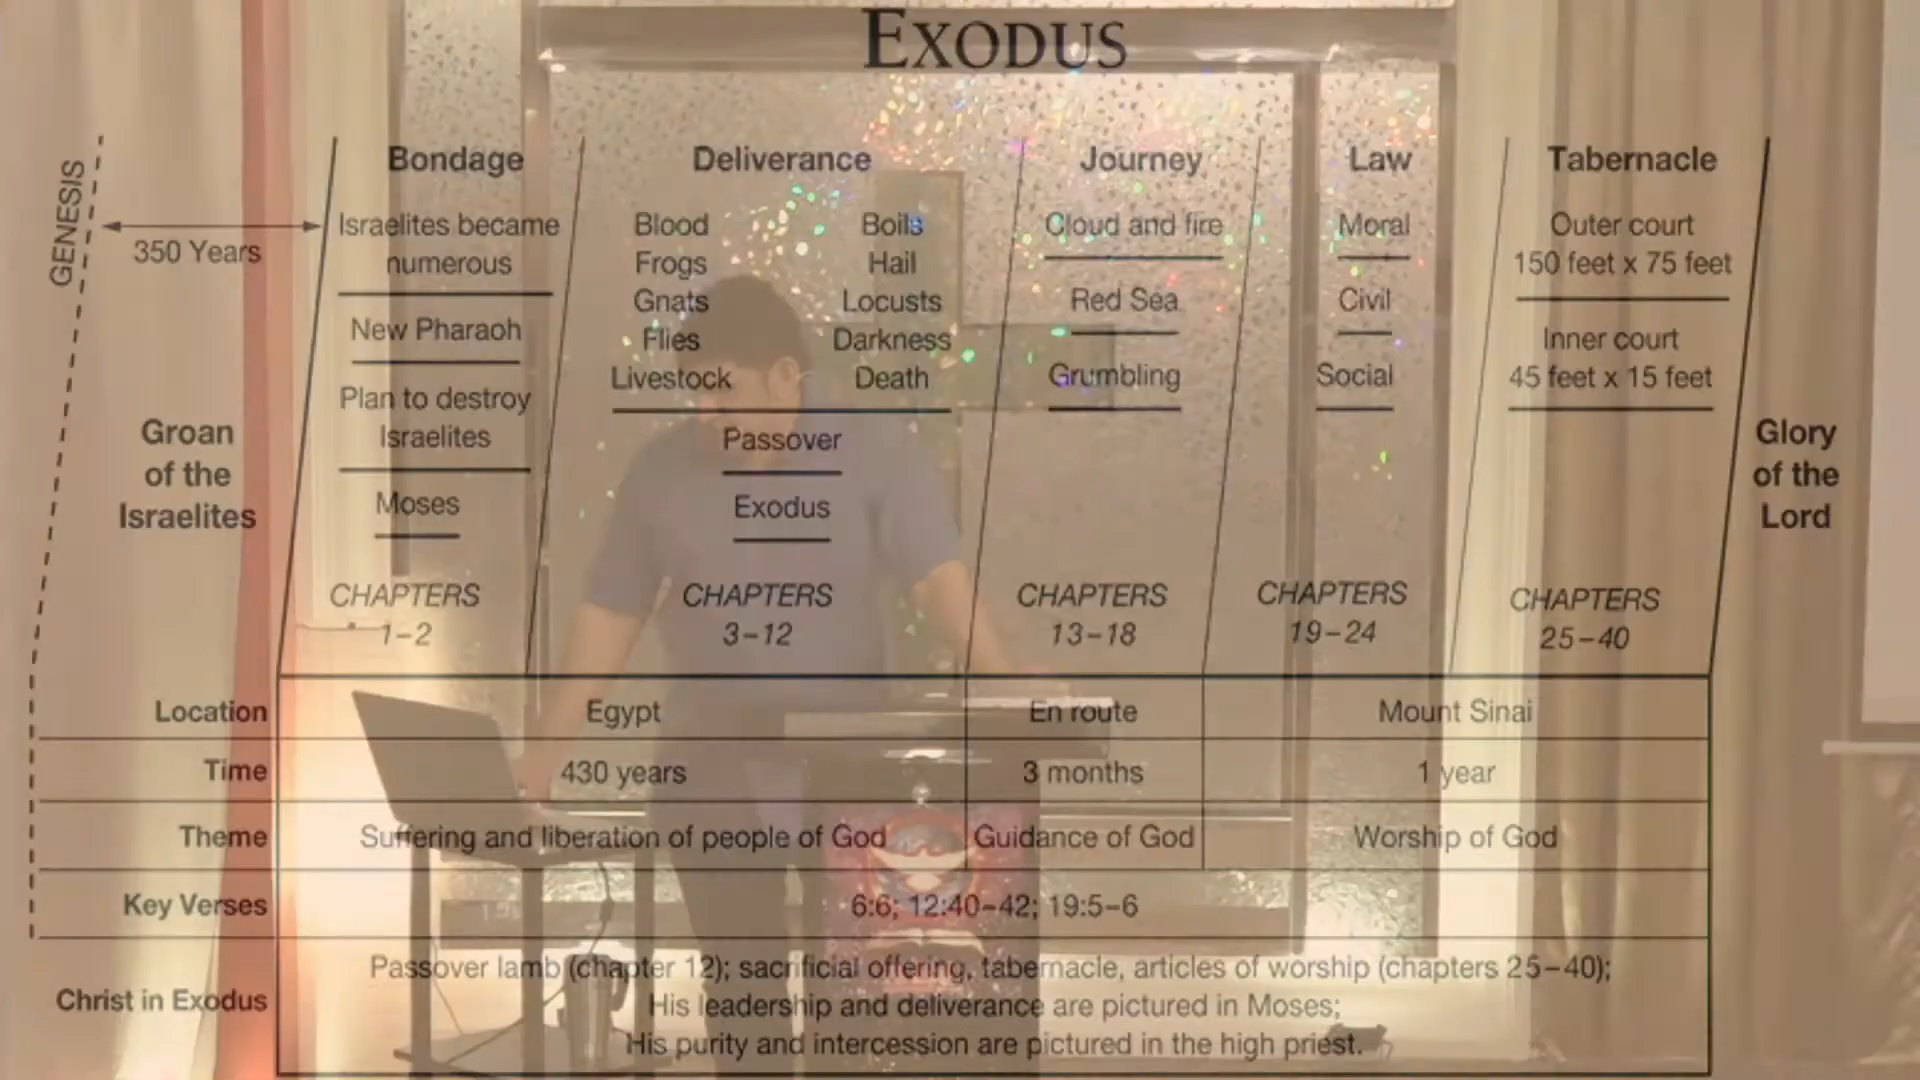 EXODUS
GENESIS
350 Years
Groan
of the
Israelites
Bondage
Israelites became
numerous
New Pharaoh
Plan to destroy
Israelites
Moses
CHAPTERS
1–2
Deliverance
Blood
Frogs
Gnats
Flies
Livestock
Boils
Hail
Locusts
Darkness
Death
Passover
Exodus
CHAPTERS
3–12
Journey
Cloud and fire
Red Sea
Grumbling
CHAPTERS
13–18
Law
Moral
Civil
Social
CHAPTERS
19–24
Tabernacle
Outer court
150 feet x 75 feet
Inner court
45 feet x 15 feet
CHAPTERS
25–40
Glory
of the
Lord
Location Egypt En route Mount Sinai
Time 430 years 3 months 1 year
Theme Suffering and liberation of people of God Guidance of God Worship of God
Key Verses 6:6; 12:40–42; 19:5–6
Christ in Exodus
Passover lamb (chapter 12); sacrificial offering, tabernacle, articles of worship (chapters 25–40);
His leadership and deliverance are pictured in Moses;
His purity and intercession are pictured in the high priest.